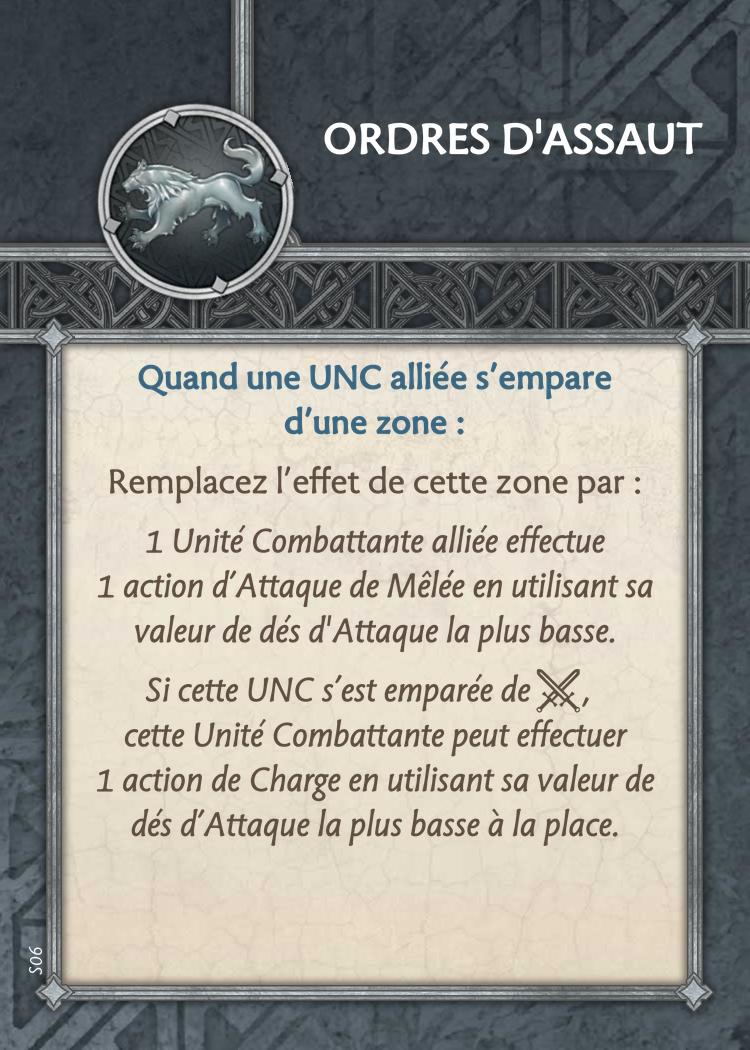 ORDRES D'ASSAUT
Quand une UNC alliée s’empare
d’une zone :
Remplacez l’effet de cette zone par :
1 Unité Combattante alliée effectue
1 action d’Attaque de Mêlée en utilisant sa
valeur de dés d'Attaque la plus basse.
Si cette UNC s’est emparée de ,
cette Unité Combattante peut effectuer
1 action de Charge en utilisant sa valeur de
dés d’Attaque la plus basse à la place.
S06